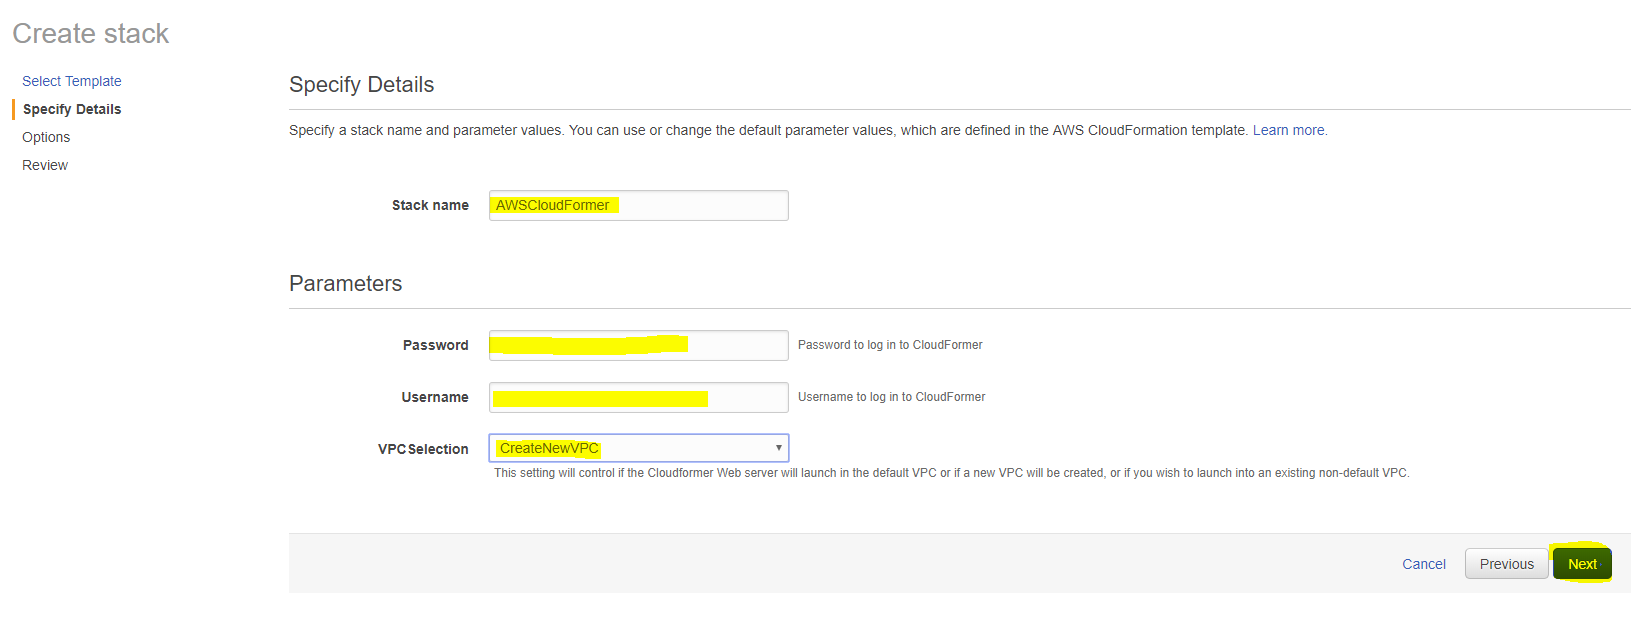 Create stack
Select Template
Specify Details
Options
Review
Specify Details
Specify a stack name and parameter values. You can use or change the default parameter values, which are defined in the AWS CloudFormation template. Learn more.
Stack name AWSCloudFormer
Parameters
Password Password to log in to CloudFormer
Username Username to log in to CloudFormer
VPCSelection CreateNewVPC
This setting will control if the Cloudformer Web server will launch in the default VPC or if a new VPC will be created, or if you wish to launch into an existing non-default VPC.
Cancel Previous Next